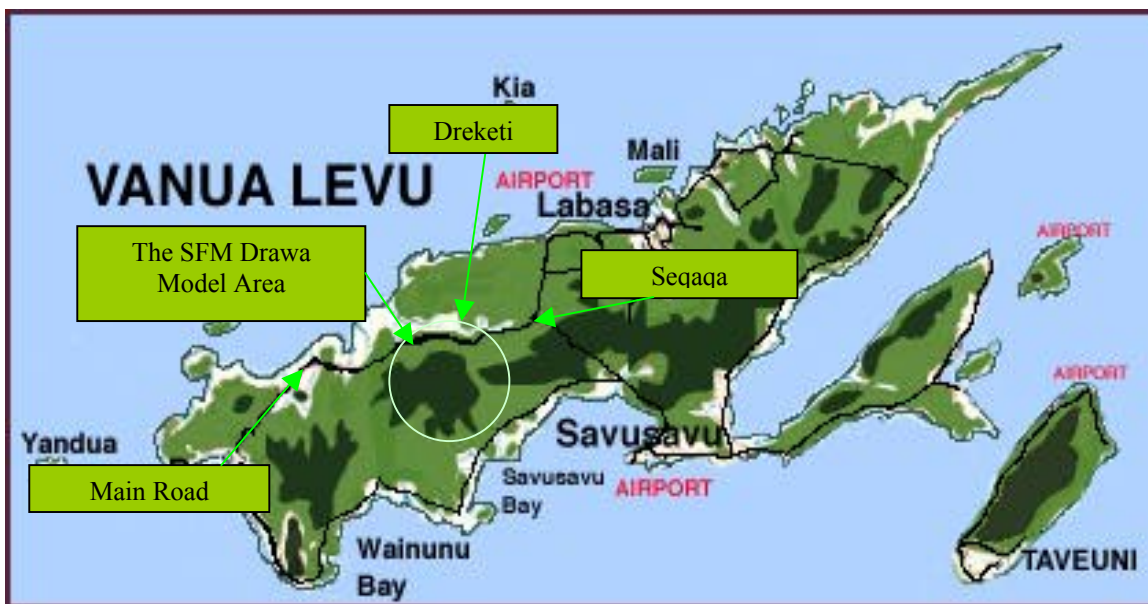 Kia
Dreketi
Mali
VANUA LEVU
AIRPORT
Labasa
The SFM Drawa
Model Area
Seqaqa
AIRPORT
AIRPORT
Yandua
Savusavu
Main Road
Savusavu
Bay
AIRPORT
Wainunu
Bay
TAVEUNI